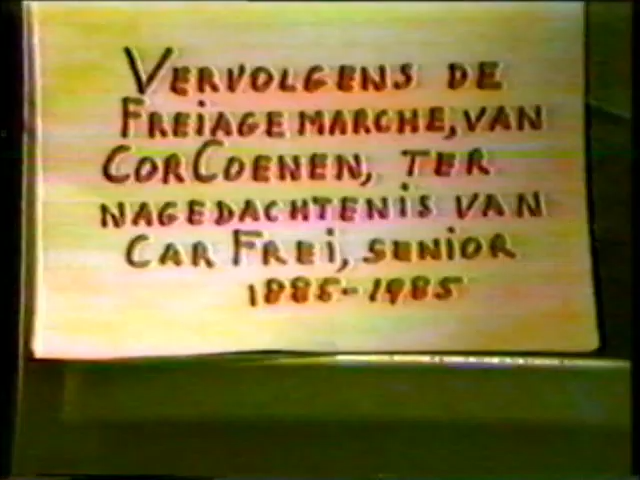 VERVOLGENS DE
FREIAGE MARCHE, VAN
COR COENEN, TER
NAGEDACHTENIS VAN
CAR FREI, SENIOR
1885-1985